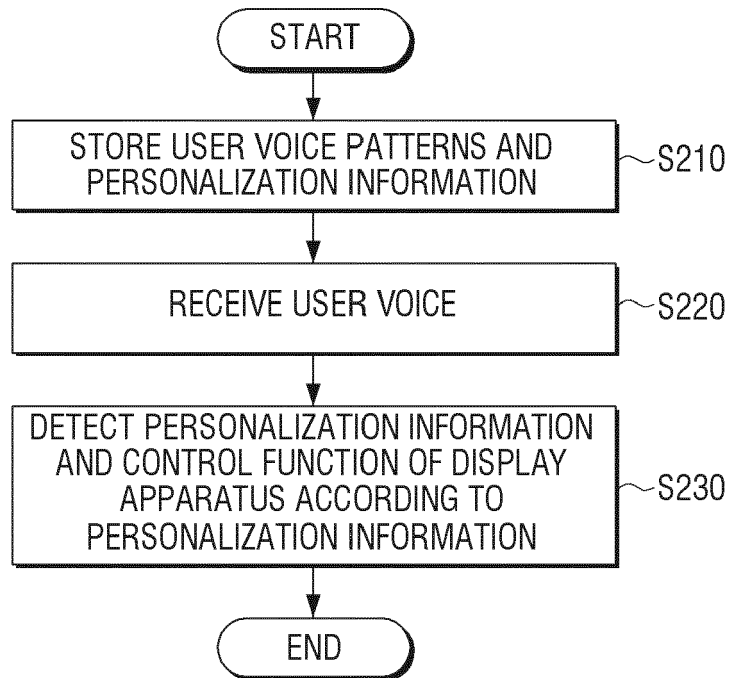 START
STORE USER VOICE PATTERNS AND
PERSONALIZATION INFORMATION
S210
RECEIVE USER VOICE
S220
DETECT PERSONALIZATION INFORMATION
AND CONTROL FUNCTION OF DISPLAY
APPARATUS ACCORDING TO
PERSONALIZATION INFORMATION
S230
END